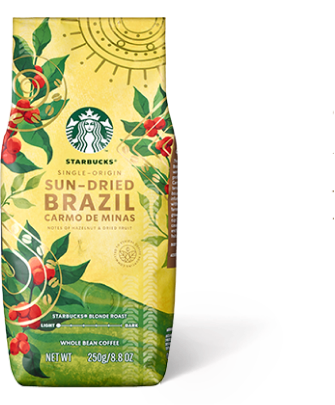 STARBUCKS®
SINGLE-ORIGIN
SUN-DRIED
BRAZIL
CARMO DE MINAS
NOTES OF HAZELNUT & DRIED FRUIT
STARBUCKS® BLONDE ROAST
LIGHT DARK
WHOLE BEAN COFFEE
NET WT 250g/8.8 OZ